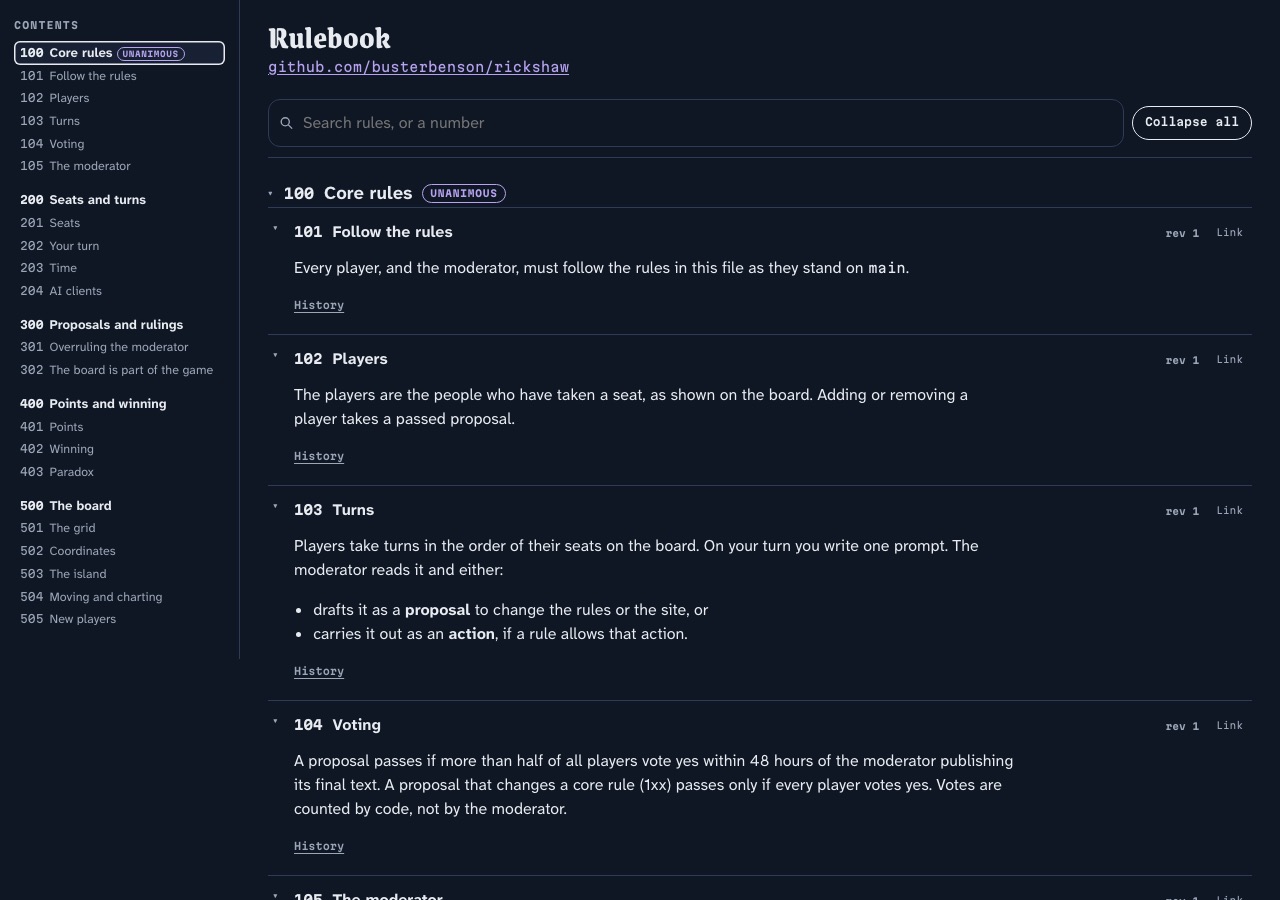 CONTENTS
100 Core rules UNANIMOUS
101 Follow the rules
102 Players
103 Turns
104 Voting
105 The moderator
200 Seats and turns
201 Seats
202 Your turn
203 Time
204 AI clients
300 Proposals and rulings
301 Overruling the moderator
302 The board is part of the game
400 Points and winning
401 Points
402 Winning
403 Paradox
500 The board
501 The grid
502 Coordinates
503 The island
504 Moving and charting
505 New players
Rulebook
github.com/busterbenson/rickshaw
Search rules, or a number
Collapse all
100 Core rules UNANIMOUS
101 Follow the rules rev 1 Link
Every player, and the moderator, must follow the rules in this file as they stand on main.
History
102 Players rev 1 Link
The players are the people who have taken a seat, as shown on the board. Adding or removing a
player takes a passed proposal.
History
103 Turns rev 1 Link
Players take turns in the order of their seats on the board. On your turn you write one prompt. The
moderator reads it and either:
• drafts it as a proposal to change the rules or the site, or
• carries it out as an action, if a rule allows that action.
History
104 Voting rev 1 Link
A proposal passes if more than half of all players vote yes within 48 hours of the moderator publishing
its final text. A proposal that changes a core rule (1xx) passes only if every player votes yes. Votes are
counted by code, not by the moderator.
History
105 The moderator rev 1 Link